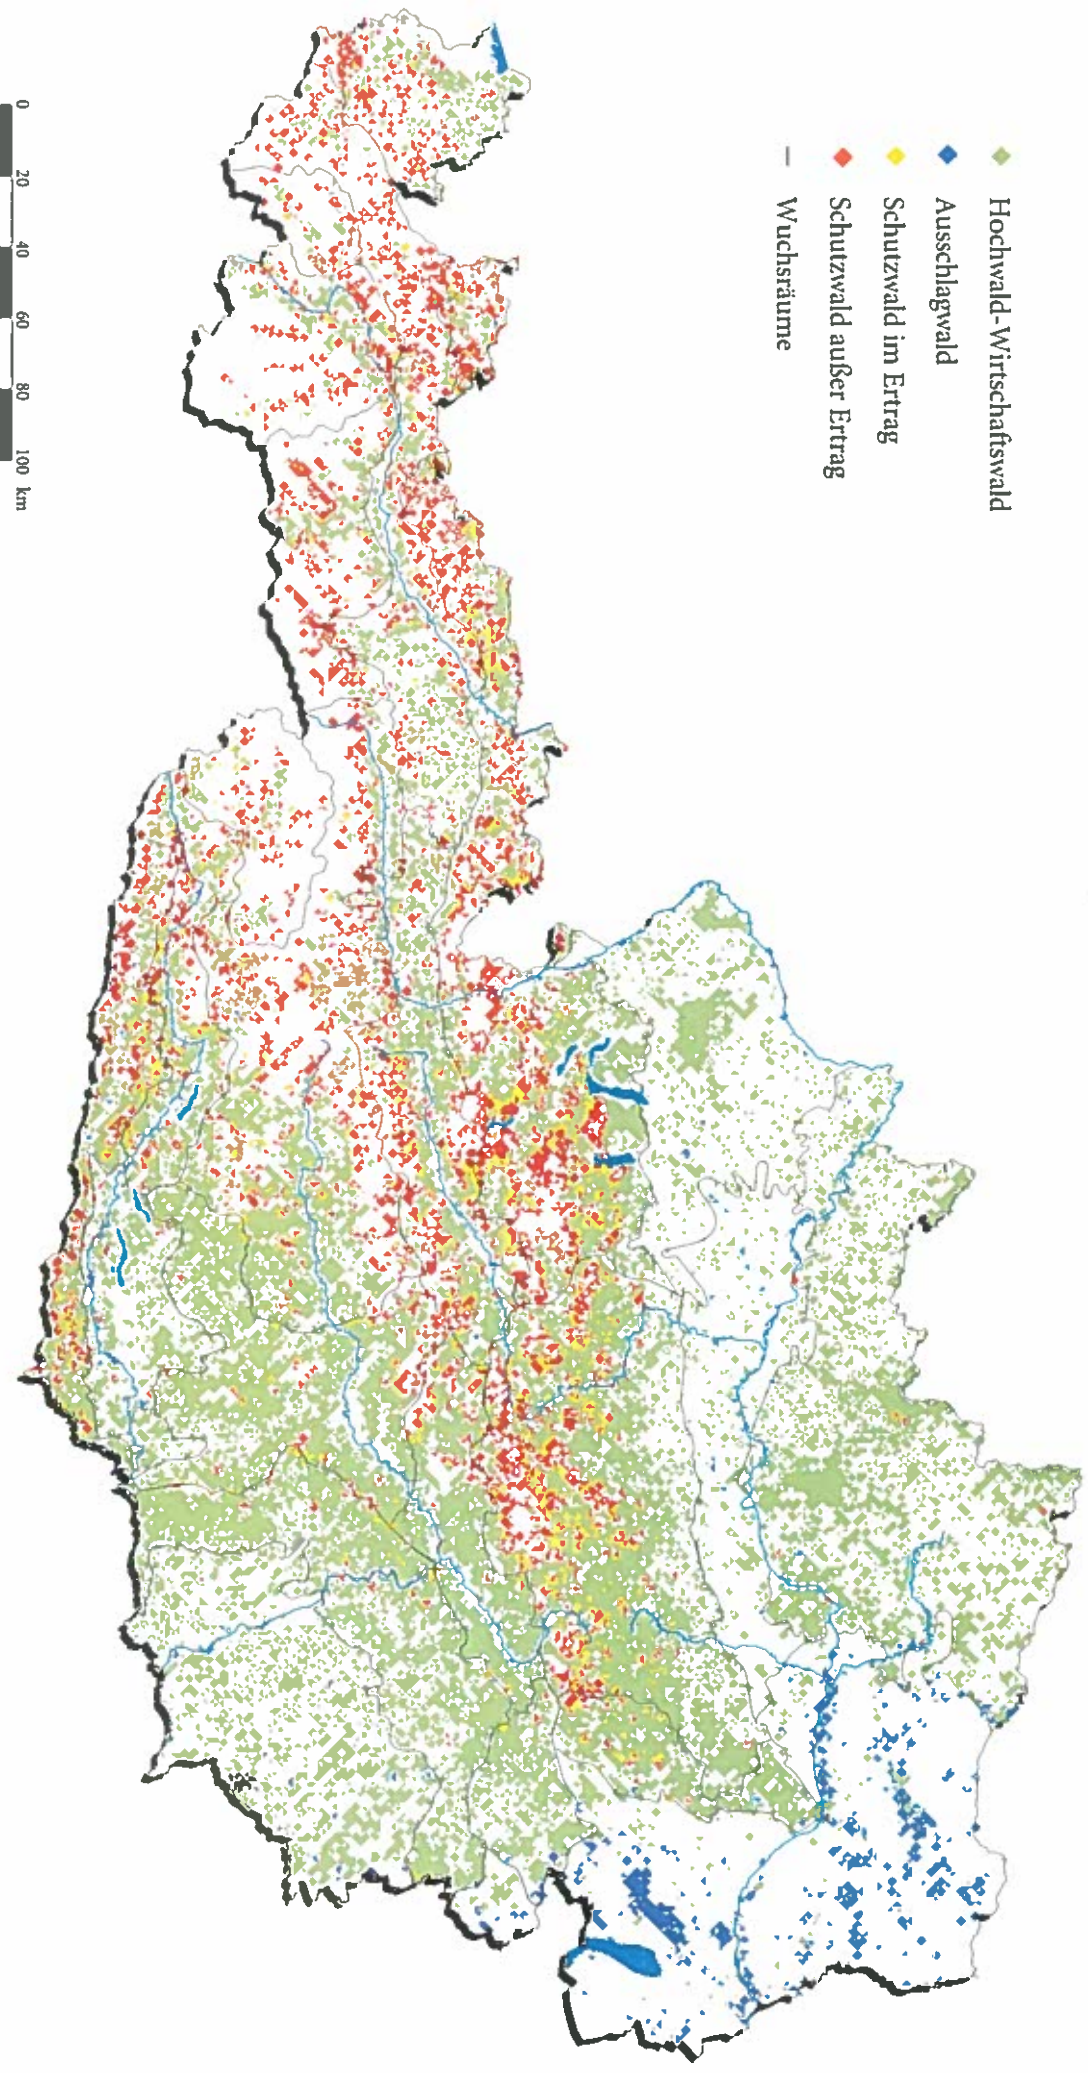 Hochwald-Wirtschaftswald
Ausschlagwald
Schutzwald im Ertrag
Schutzwald außer Ertrag
Wuchsräume
0 20 40 60 80 100 km